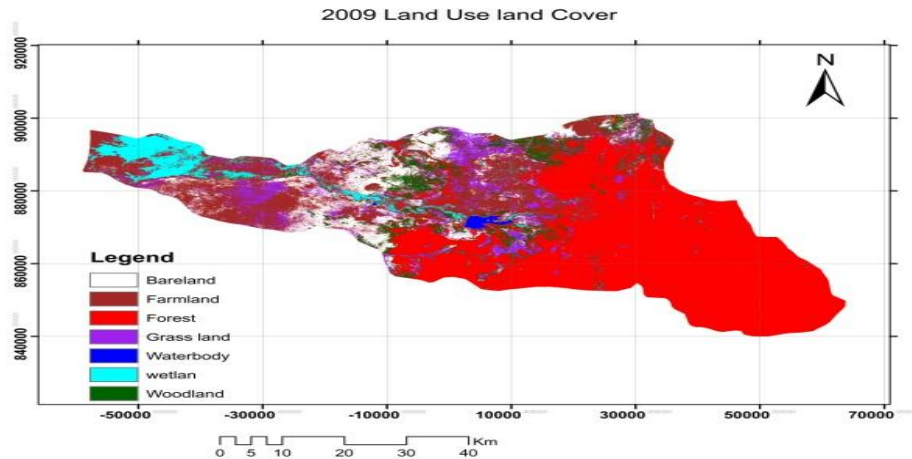 2009 Land Use land Cover
N
920000
900000
880000
860000
840000
Legend
Bareland
Farmland
Forest
Grass land
Waterbody
wetlan
Woodland
-50000 -30000 -10000 10000 30000 50000 70000
Km
0 5 10 20 30 40